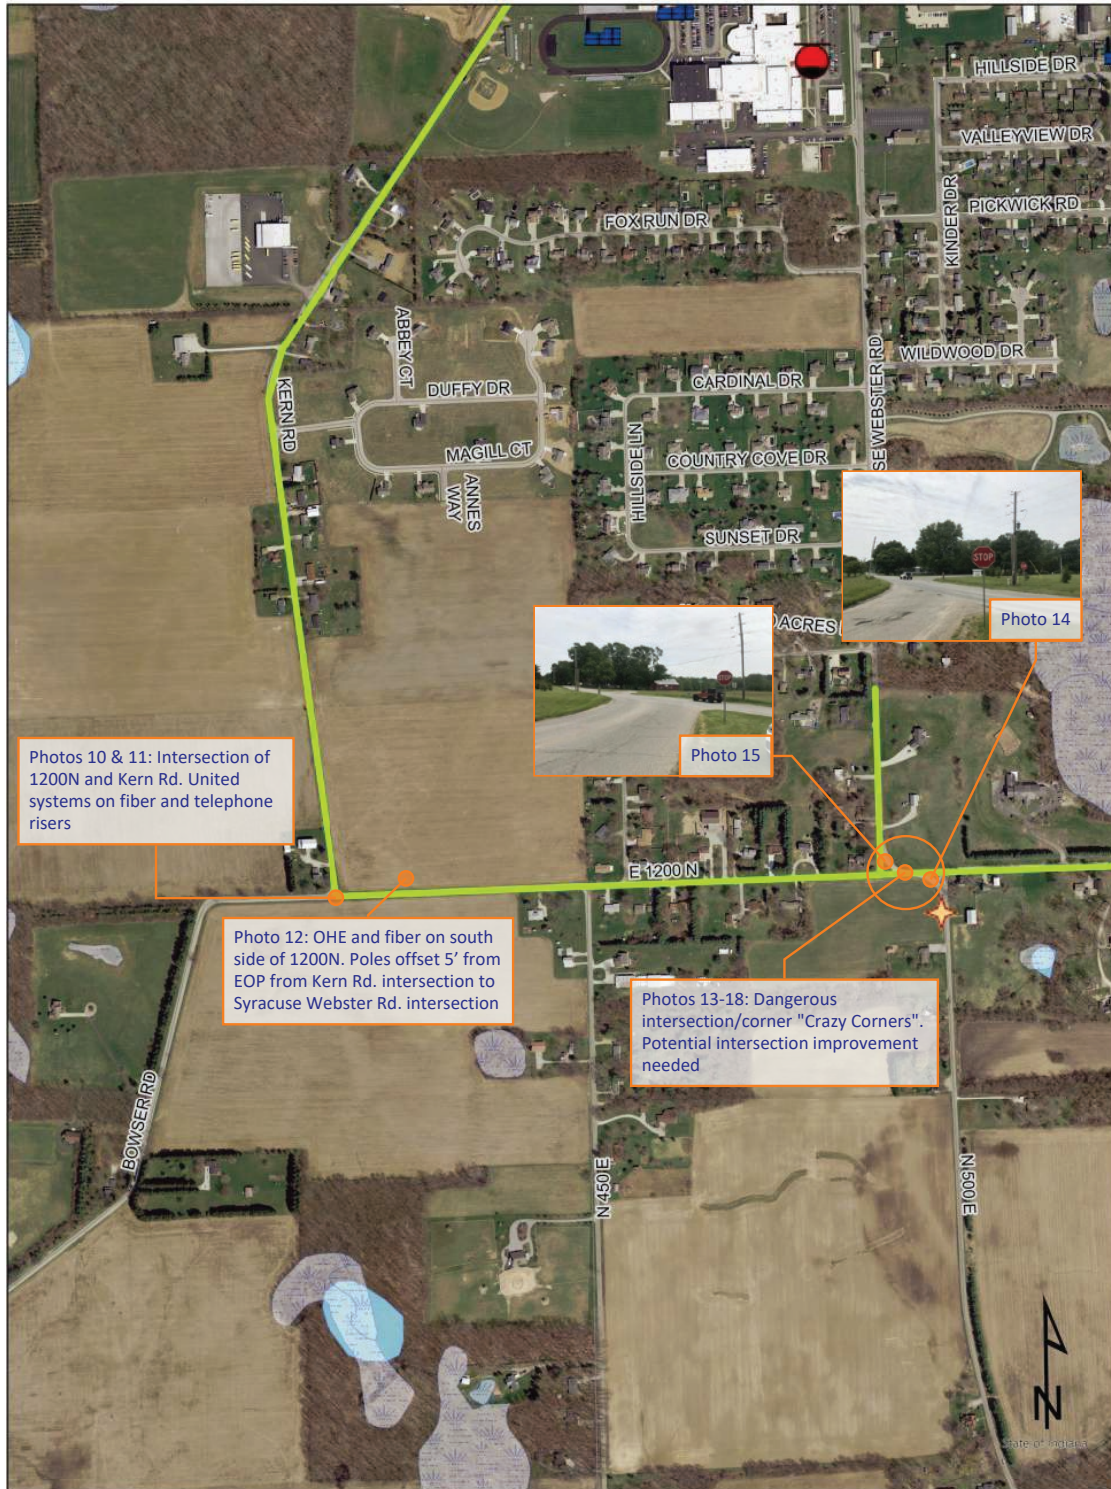 HILLSIDE DR
VALLEYVIEW DR
PICKWICK RD
KINDER DR
FOX RUN DR
ABBEY CT
DUFFY DR
KERN RD
MAGILL CT
ANNES
WAY
WILDWOOD DR
CARDINAL DR
SE WEBSTER RD
HILLSIDE LN
COUNTRY COVE DR
SUNSET DR
STOP
Photo 14
ACRES
STOP
Photo 15
Photos 10 & 11: Intersection of
1200N and Kern Rd. United
systems on fiber and telephone
risers
E 1200 N
Photo 12: OHE and fiber on south
side of 1200N. Poles offset 5’ from
EOP from Kern Rd. intersection to
Syracuse Webster Rd. intersection
Photos 13-18: Dangerous
intersection/corner "Crazy Corners".
Potential intersection improvement
needed
BOWSER RD
N 450 E
N 500 E
N
State of Indiana